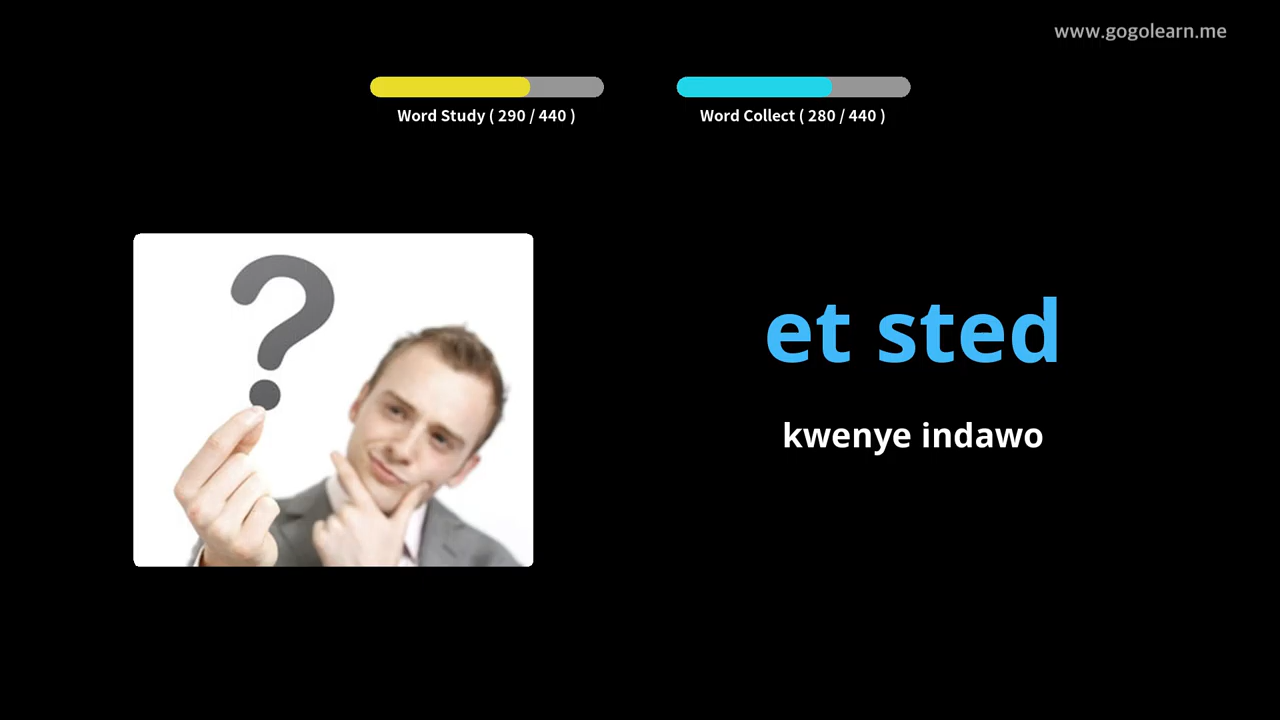 www.gogolearn.me
Word Study ( 290 / 440 )
Word Collect ( 280 / 440 )
et sted
kwenye indawo